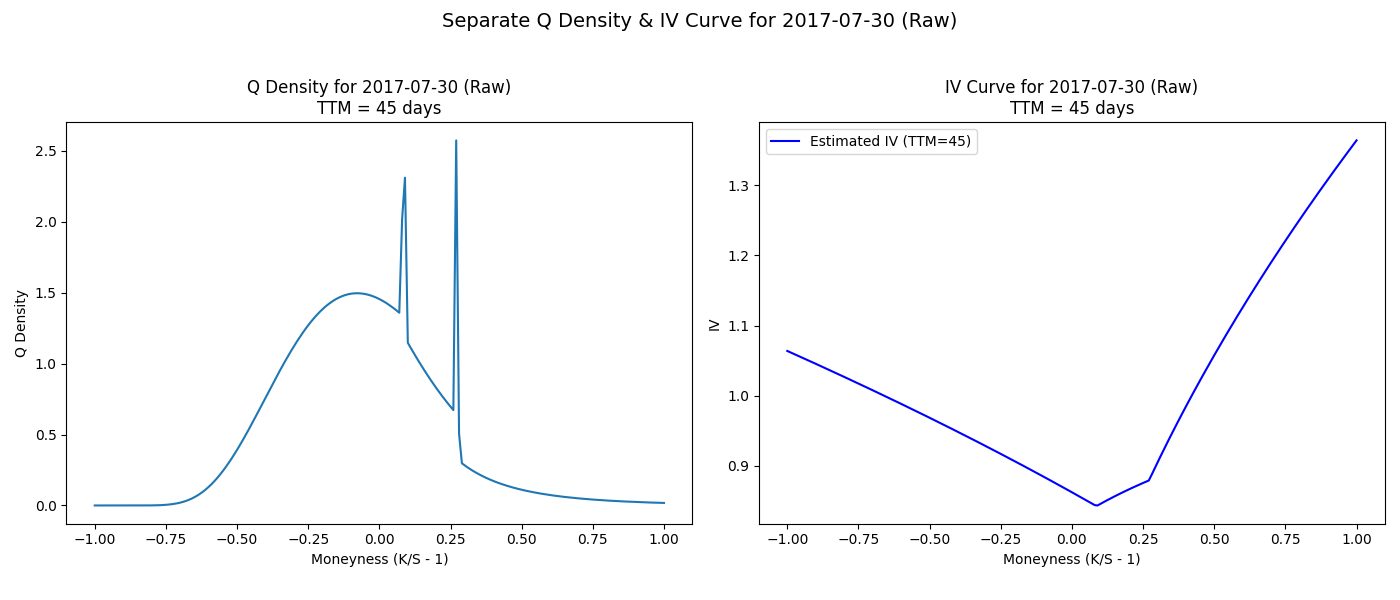 Separate Q Density & IV Curve for 2017-07-30 (Raw)
Q Density for 2017-07-30 (Raw)
TTM = 45 days
Q Density
2.5
2.0
1.5
1.0
0.5
0.0
−1.00 −0.75 −0.50 −0.25 0.00 0.25 0.50 0.75 1.00
Moneyness (K/S - 1)
IV Curve for 2017-07-30 (Raw)
TTM = 45 days
Estimated IV (TTM=45)
IV
1.3
1.2
1.1
1.0
0.9
−1.00 −0.75 −0.50 −0.25 0.00 0.25 0.50 0.75 1.00
Moneyness (K/S - 1)